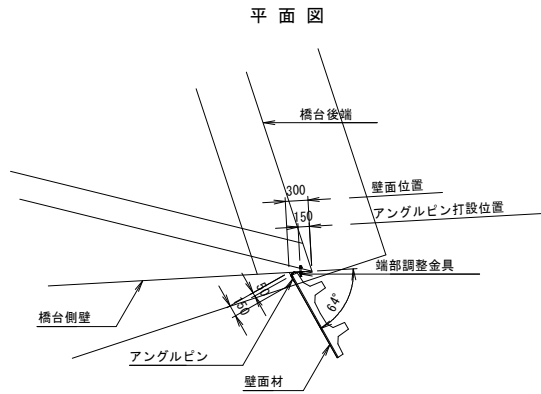 平面図
橋台後端
300
壁面位置
150
アングルピン打設位置
端部調整金具
50
150
64°
橋台側壁
アングルピン
壁面材